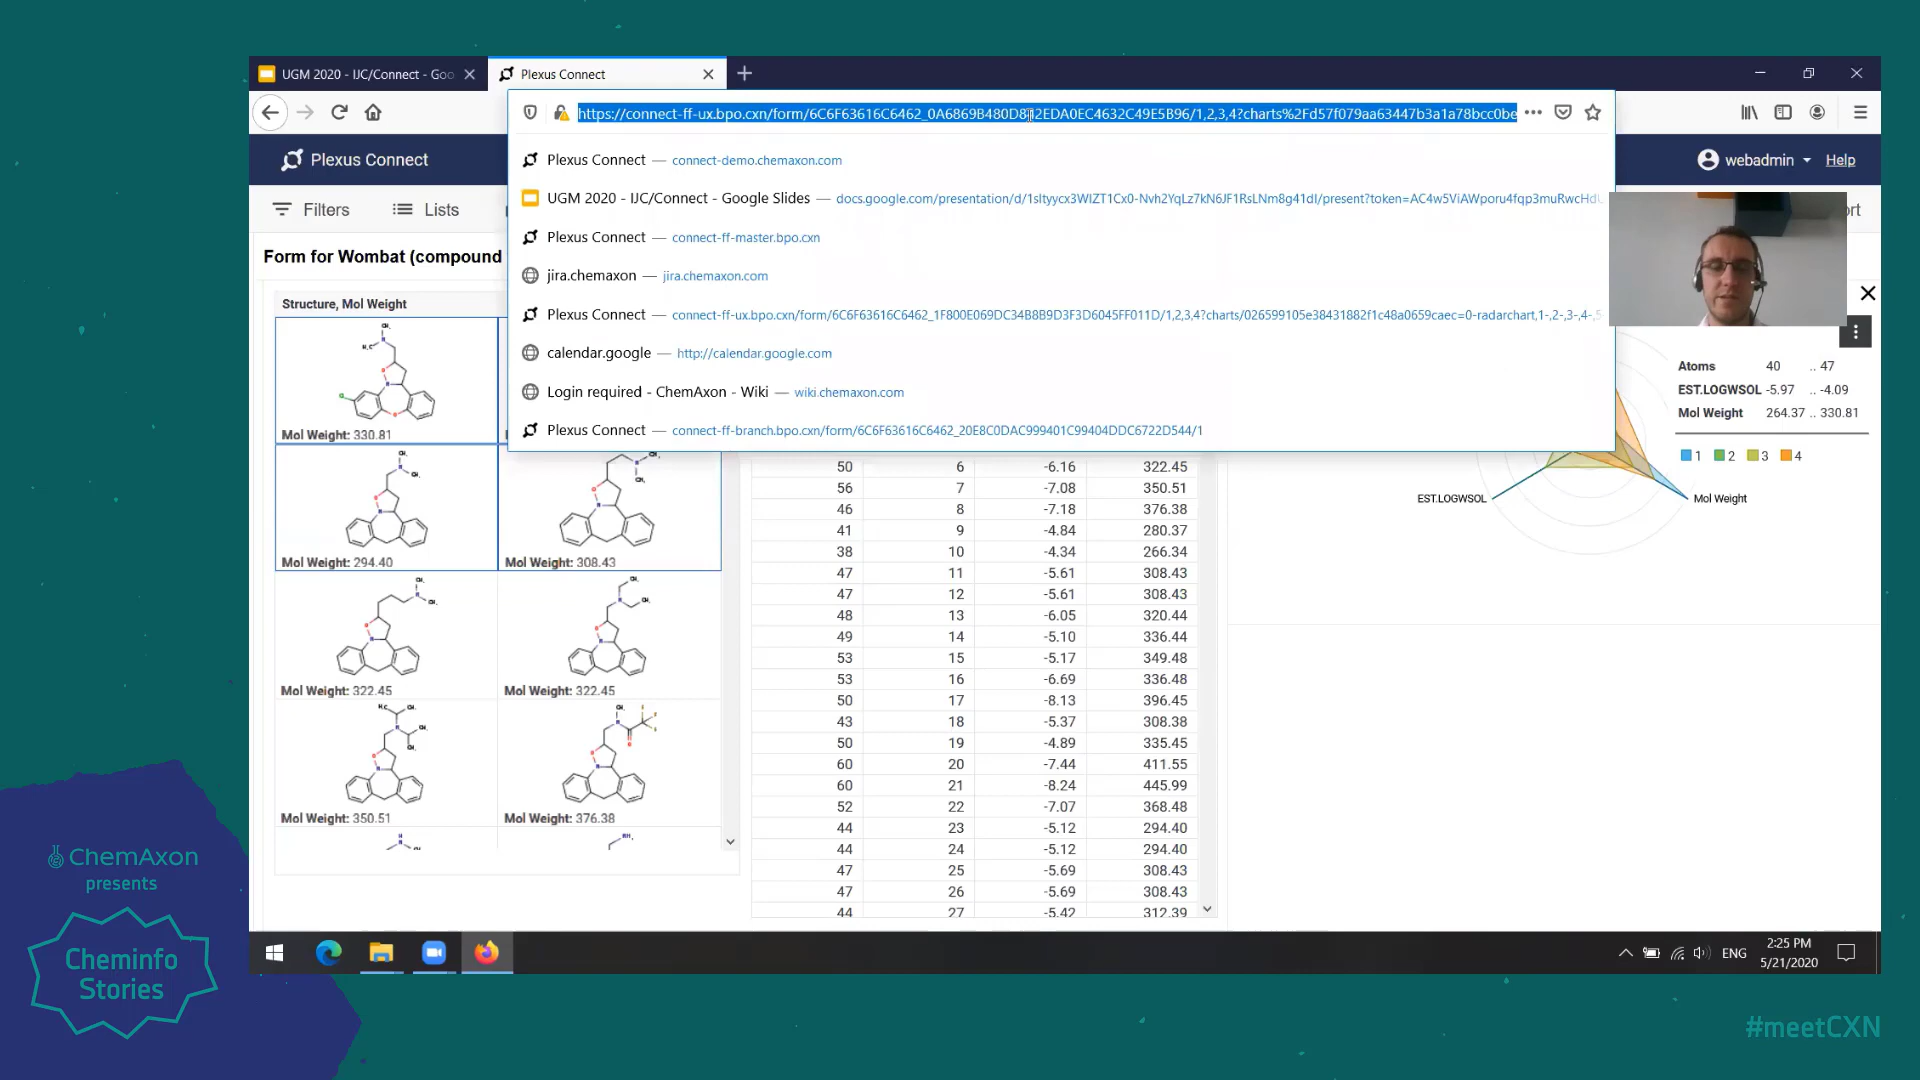 UGM 2020 - IJC/Connect - Goo
Plexus Connect
https://connect-ff-ux.bpo.cxn/form/6C6F63616C6462_0A6869B480D812EDA0EC4632C49E5B96/1,2,3,4?charts%2Fd57f079aa63447b3a1a78bcc0be
Plexus Connect
webadmin
Help
Plexus Connect — connect-demo.chemaxon.com
UGM 2020 - IJC/Connect - Google Slides — docs.google.com/presentation/d/1sltyycx3WIZT1Cx0-Nvh2YqLz7kN6JF1RsLNm8g41dI/present?token=AC4w5ViAWporu4fqp3muRwcHdU
Plexus Connect — connect-ff-master.bpo.cxn
jira.chemaxon — jira.chemaxon.com
Plexus Connect — connect-ff-ux.bpo.cxn/form/6C6F63616C6462_1F800E069DC34B8B9D3F3D6045FF011D/1,2,3,4?charts/026599105e38431882f1c48a0659caec=0-radarchart,1-,2-,3-,4-,5
calendar.google — http://calendar.google.com
Login required - ChemAxon - Wiki — wiki.chemaxon.com
Plexus Connect — connect-ff-branch.bpo.cxn/form/6C6F63616C6462_20E8C0DAC999401C99404DDC6722D544/1
Filters
Lists
ort
Form for Wombat (compound
Structure, Mol Weight
Mol Weight: 330.81
Mol Weight: 294.40
Mol Weight: 308.43
Mol Weight: 322.45
Mol Weight: 322.45
Mol Weight: 350.51
Mol Weight: 376.38
50 6 -6.16 322.45
56 7 -7.08 350.51
46 8 -7.18 376.38
41 9 -4.84 280.37
38 10 -4.34 266.34
47 11 -5.61 308.43
47 12 -5.61 308.43
48 13 -6.05 320.44
49 14 -5.10 336.44
53 15 -5.17 349.48
53 16 -6.69 336.48
50 17 -8.13 396.45
43 18 -5.37 308.38
50 19 -4.89 335.45
60 20 -7.44 411.55
60 21 -8.24 445.99
52 22 -7.07 368.48
44 23 -5.12 294.40
44 24 -5.12 294.40
47 25 -5.69 308.43
47 26 -5.69 308.43
44 27 -5.42 312.39
Atoms 40 .. 47
EST.LOGWSOL -5.97 .. -4.09
Mol Weight 264.37 .. 330.81
1 2 3 4
EST.LOGWSOL
Mol Weight
ENG
2:25 PM
5/21/2020
ChemAxon
presents
Cheminfo
Stories
#meetCXN